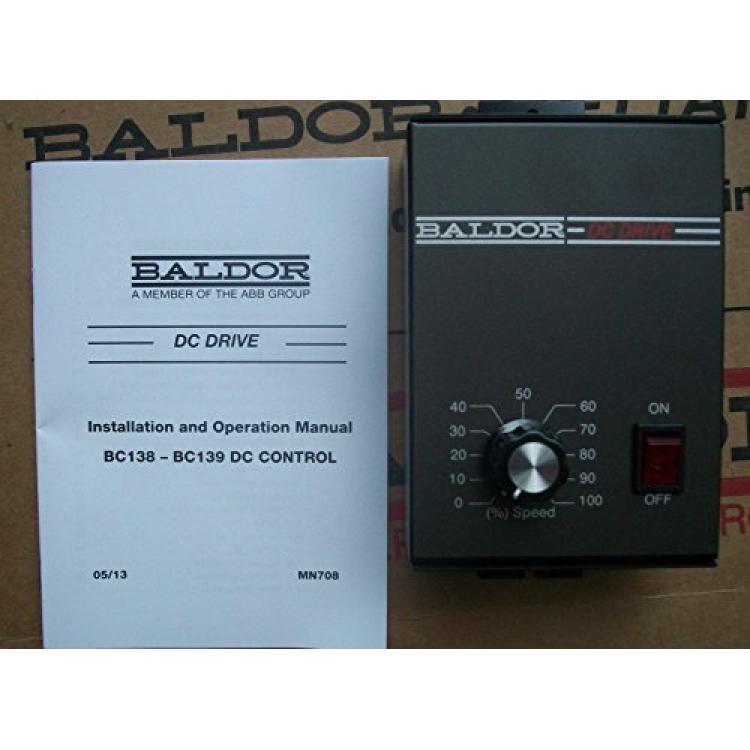 BALDOR
BALDOR
A MEMBER OF THE ABB GROUP
DC DRIVE
Installation and Operation Manual
BC138 – BC139 DC CONTROL
05/13
MN708
BALDOR DC DRIVE
50
40
60
30
70
20
80
10
90
0
100
(%) Speed
ON
OFF